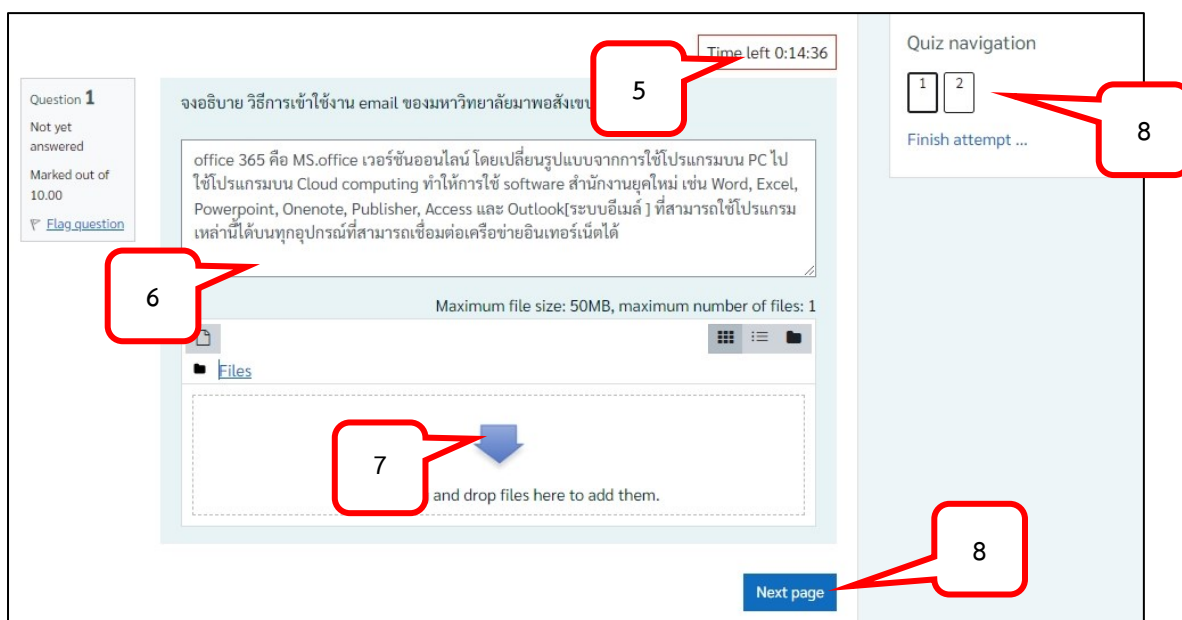 Time left 0:14:36
5
Question 1
Not yet
answered
Marked out of
10.00
Flag question
จงอธิบาย วิธีการเข้าใช้งาน email ของมหาวิทยาลัยมาพอสังเขป
office 365 คือ MS.office เวอร์ชันออนไลน์ โดยเปลี่ยนรูปแบบจากการใช้โปรแกรมบน PC ไป
ใช้โปรแกรมบน Cloud computing ทำให้การใช้ software สำนักงานยุคใหม่ เช่น Word, Excel,
Powerpoint, Onenote, Publisher, Access และ Outlook[ระบบอีเมล์ ] ที่สามารถใช้โปรแกรม
เหล่านี้ได้บนทุกอุปกรณ์ที่สามารถเชื่อมต่อเครือข่ายอินเทอร์เน็ตได้
6
Maximum file size: 50MB, maximum number of files: 1
Files
7
and drop files here to add them.
8
Next page
Quiz navigation
1 2
8
Finish attempt ...